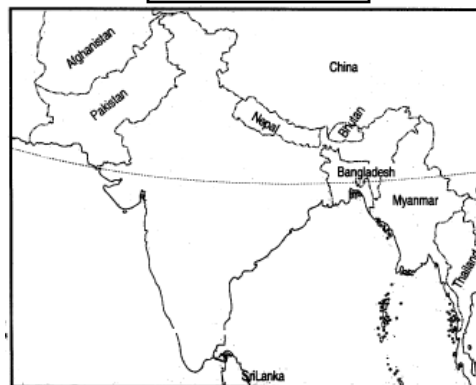 Afghanistan
China
Pakistan
Nepal
Bhutan
Bangladesh
Myanmar
Thailand
SriLanka